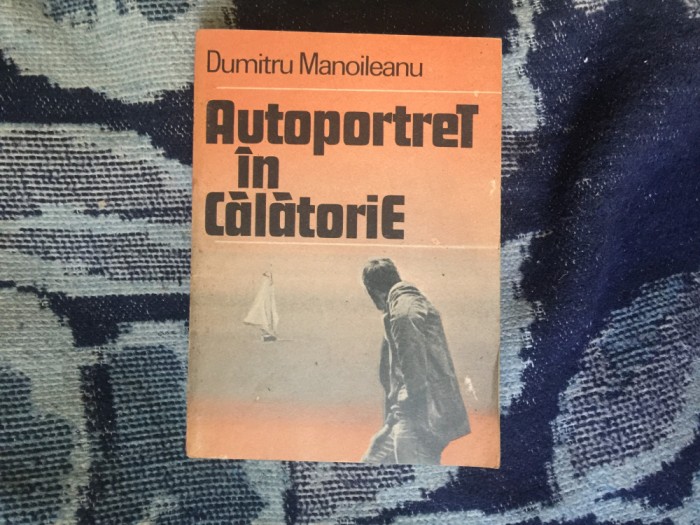 Dumitru Manoileanu
AutoportreT
în
CălătoriE